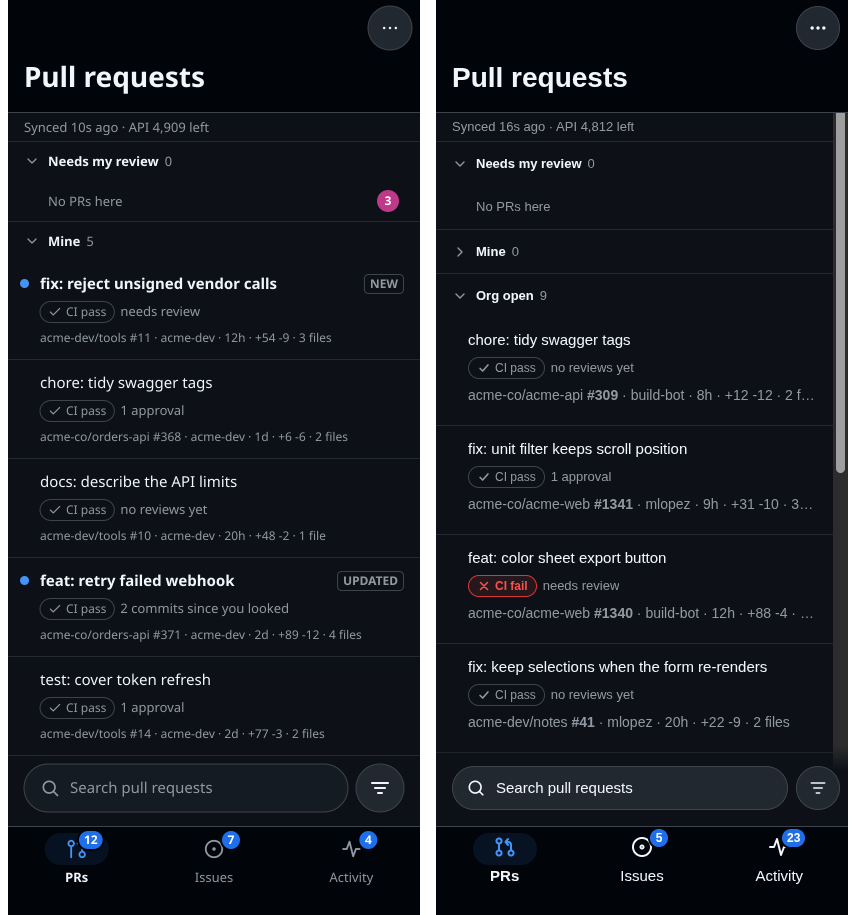 Pull requests
Synced 10s ago · API 4,909 left
Needs my review 0
No PRs here 3
Mine 5
fix: reject unsigned vendor calls NEW
CI pass needs review
acme-dev/tools #11 · acme-dev · 12h · +54 -9 · 3 files
chore: tidy swagger tags
CI pass 1 approval
acme-co/orders-api #368 · acme-dev · 1d · +6 -6 · 2 files
docs: describe the API limits
CI pass no reviews yet
acme-dev/tools #10 · acme-dev · 20h · +48 -2 · 1 file
feat: retry failed webhook UPDATED
CI pass 2 commits since you looked
acme-co/orders-api #371 · acme-dev · 2d · +89 -12 · 4 files
test: cover token refresh
CI pass 1 approval
acme-dev/tools #14 · acme-dev · 2d · +77 -3 · 2 files
Search pull requests
12 7 4
PRs Issues Activity
Pull requests
Synced 16s ago · API 4,812 left
Needs my review 0
No PRs here
Mine 0
Org open 9
chore: tidy swagger tags
CI pass no reviews yet
acme-co/acme-api #309 · build-bot · 8h · +12 -12 · 2 f…
fix: unit filter keeps scroll position
CI pass 1 approval
acme-co/acme-web #1341 · mlopez · 9h · +31 -10 · 3…
feat: color sheet export button
CI fail needs review
acme-co/acme-web #1340 · build-bot · 12h · +88 -4 · …
fix: keep selections when the form re-renders
CI pass no reviews yet
acme-dev/notes #41 · mlopez · 20h · +22 -9 · 2 files
Search pull requests
5 23
PRs Issues Activity